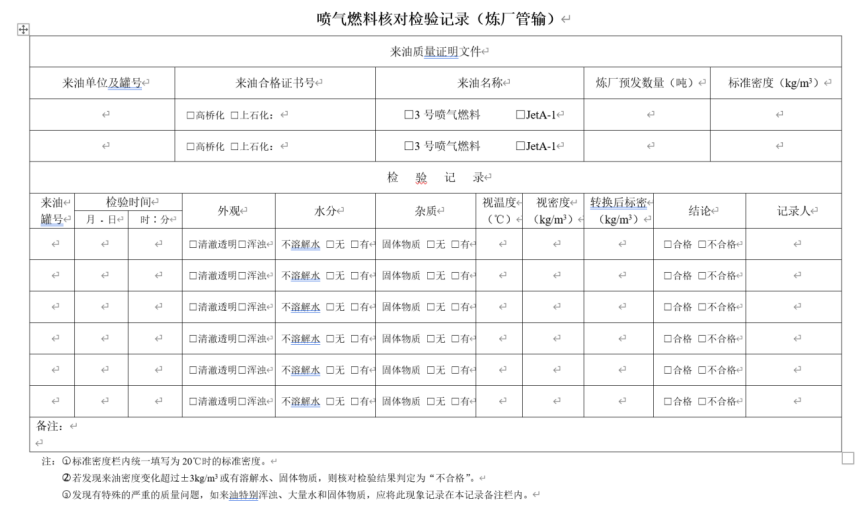 喷气燃料核对检验记录（炼厂管输）
来油质量证明文件
来油单位及罐号 来油合格证书号 来油名称 炼厂预发数量（吨） 标准密度（kg/m³）
□高桥化 □上石化： □3 号喷气燃料 □JetA-1
□高桥化 □上石化： □3 号喷气燃料 □JetA-1
检 验 记 录
来油罐号 检验时间 外观 水分 杂质 视温度（℃） 视密度（kg/m³） 转换后标密（kg/m³） 结论 记录人
月．日 时：分
□清澈透明□浑浊 不溶解水 □无 □有 固体物质 □无 □有 □合格 □不合格
□清澈透明□浑浊 不溶解水 □无 □有 固体物质 □无 □有 □合格 □不合格
□清澈透明□浑浊 不溶解水 □无 □有 固体物质 □无 □有 □合格 □不合格
□清澈透明□浑浊 不溶解水 □无 □有 固体物质 □无 □有 □合格 □不合格
□清澈透明□浑浊 不溶解水 □无 □有 固体物质 □无 □有 □合格 □不合格
□清澈透明□浑浊 不溶解水 □无 □有 固体物质 □无 □有 □合格 □不合格
备注：
注：①标准密度栏内统一填写为 20℃时的标准密度。
②若发现来油密度变化超过±3kg/m³ 或有溶解水、固体物质，则核对检验结果判定为“不合格”。
③发现有特殊的严重的质量问题，如来油特别浑浊、大量水和固体物质，应将此现象记录在本记录备注栏内。